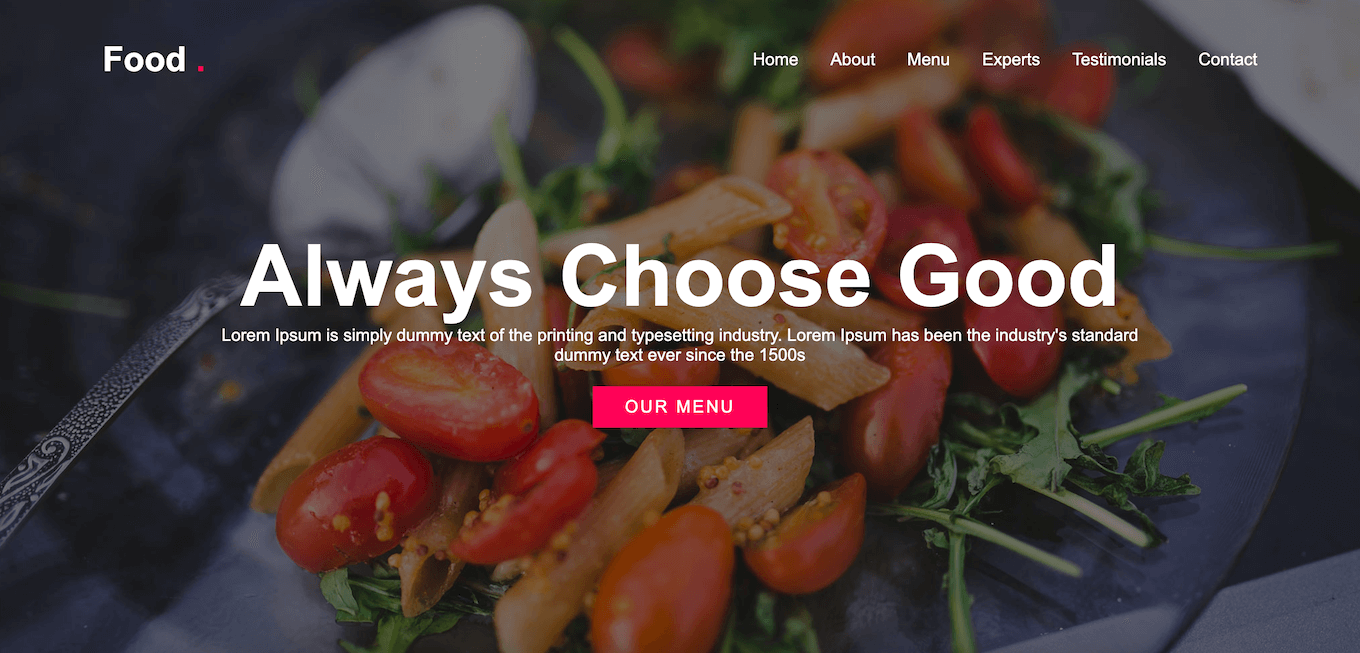 Food .
Home About Menu Experts Testimonials Contact
Always Choose Good
Lorem Ipsum is simply dummy text of the printing and typesetting industry. Lorem Ipsum has been the industry's standard
dummy text ever since the 1500s
OUR MENU